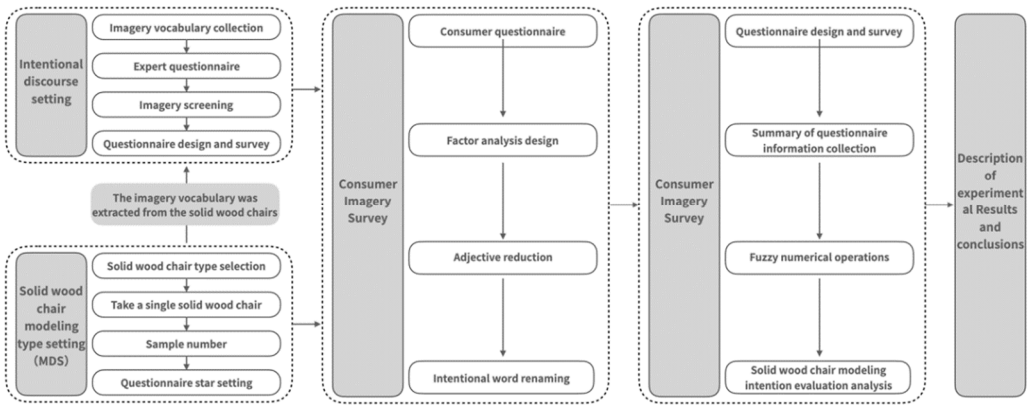 Intentional
discourse
setting
Imagery vocabulary collection
Expert questionnaire
Imagery screening
Questionnaire design and survey
The imagery vocabulary was
extracted from the solid wood chairs
Solid wood
chair
modeling
type setting
(MDS)
Solid wood chair type selection
Take a single solid wood chair
Sample number
Questionnaire star setting
Consumer
Imagery
Survey
Consumer questionnaire
Factor analysis design
Adjective reduction
Intentional word renaming
Consumer
Imagery
Survey
Questionnaire design and survey
Summary of questionnaire
information collection
Fuzzy numerical operations
Solid wood chair modeling
intention evaluation analysis
Description
of
experiment
al Results
and
conclusions